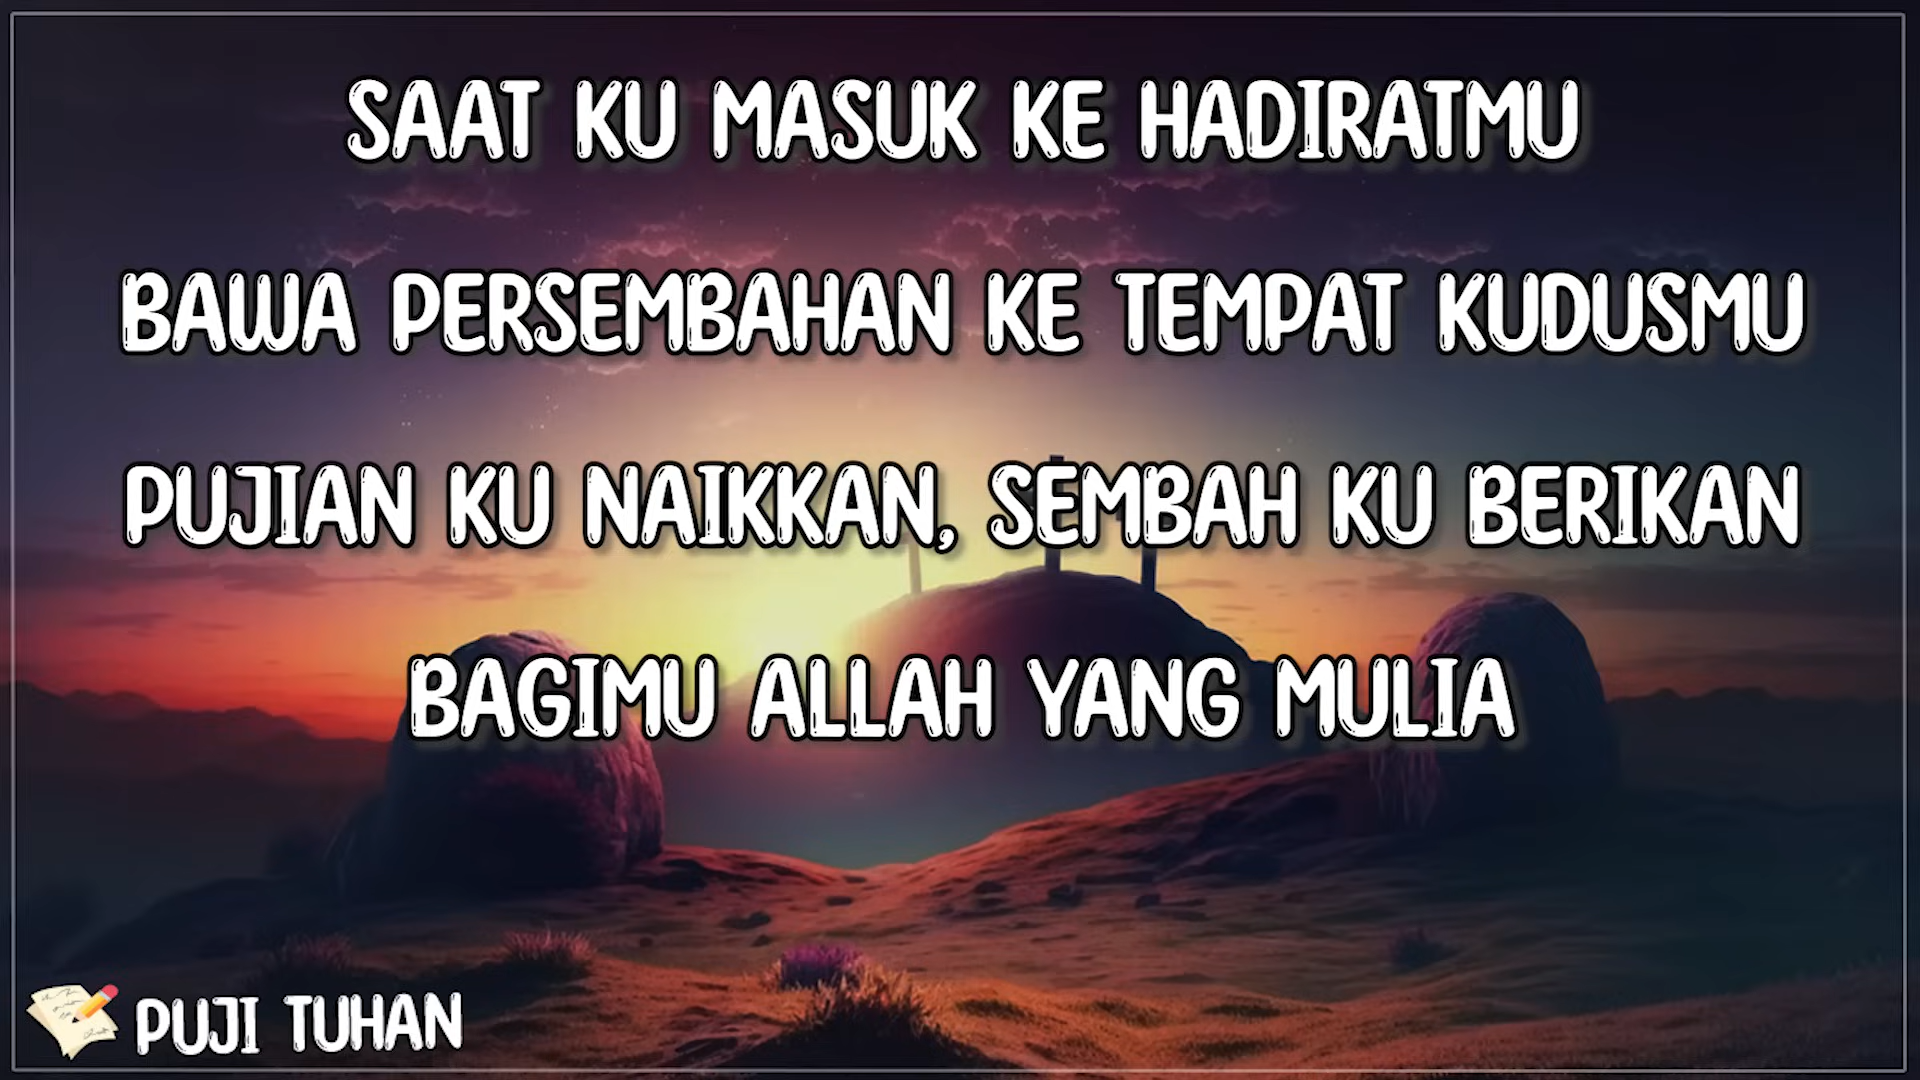 SAAT KU MASUK KE HADIRATMU
BAWA PERSEMBAHAN KE TEMPAT KUDUSMU
PUJIAN KU NAIKKAN, SEMBAH KU BERIKAN
BAGIMU ALLAH YANG MULIA
PUJI TUHAN